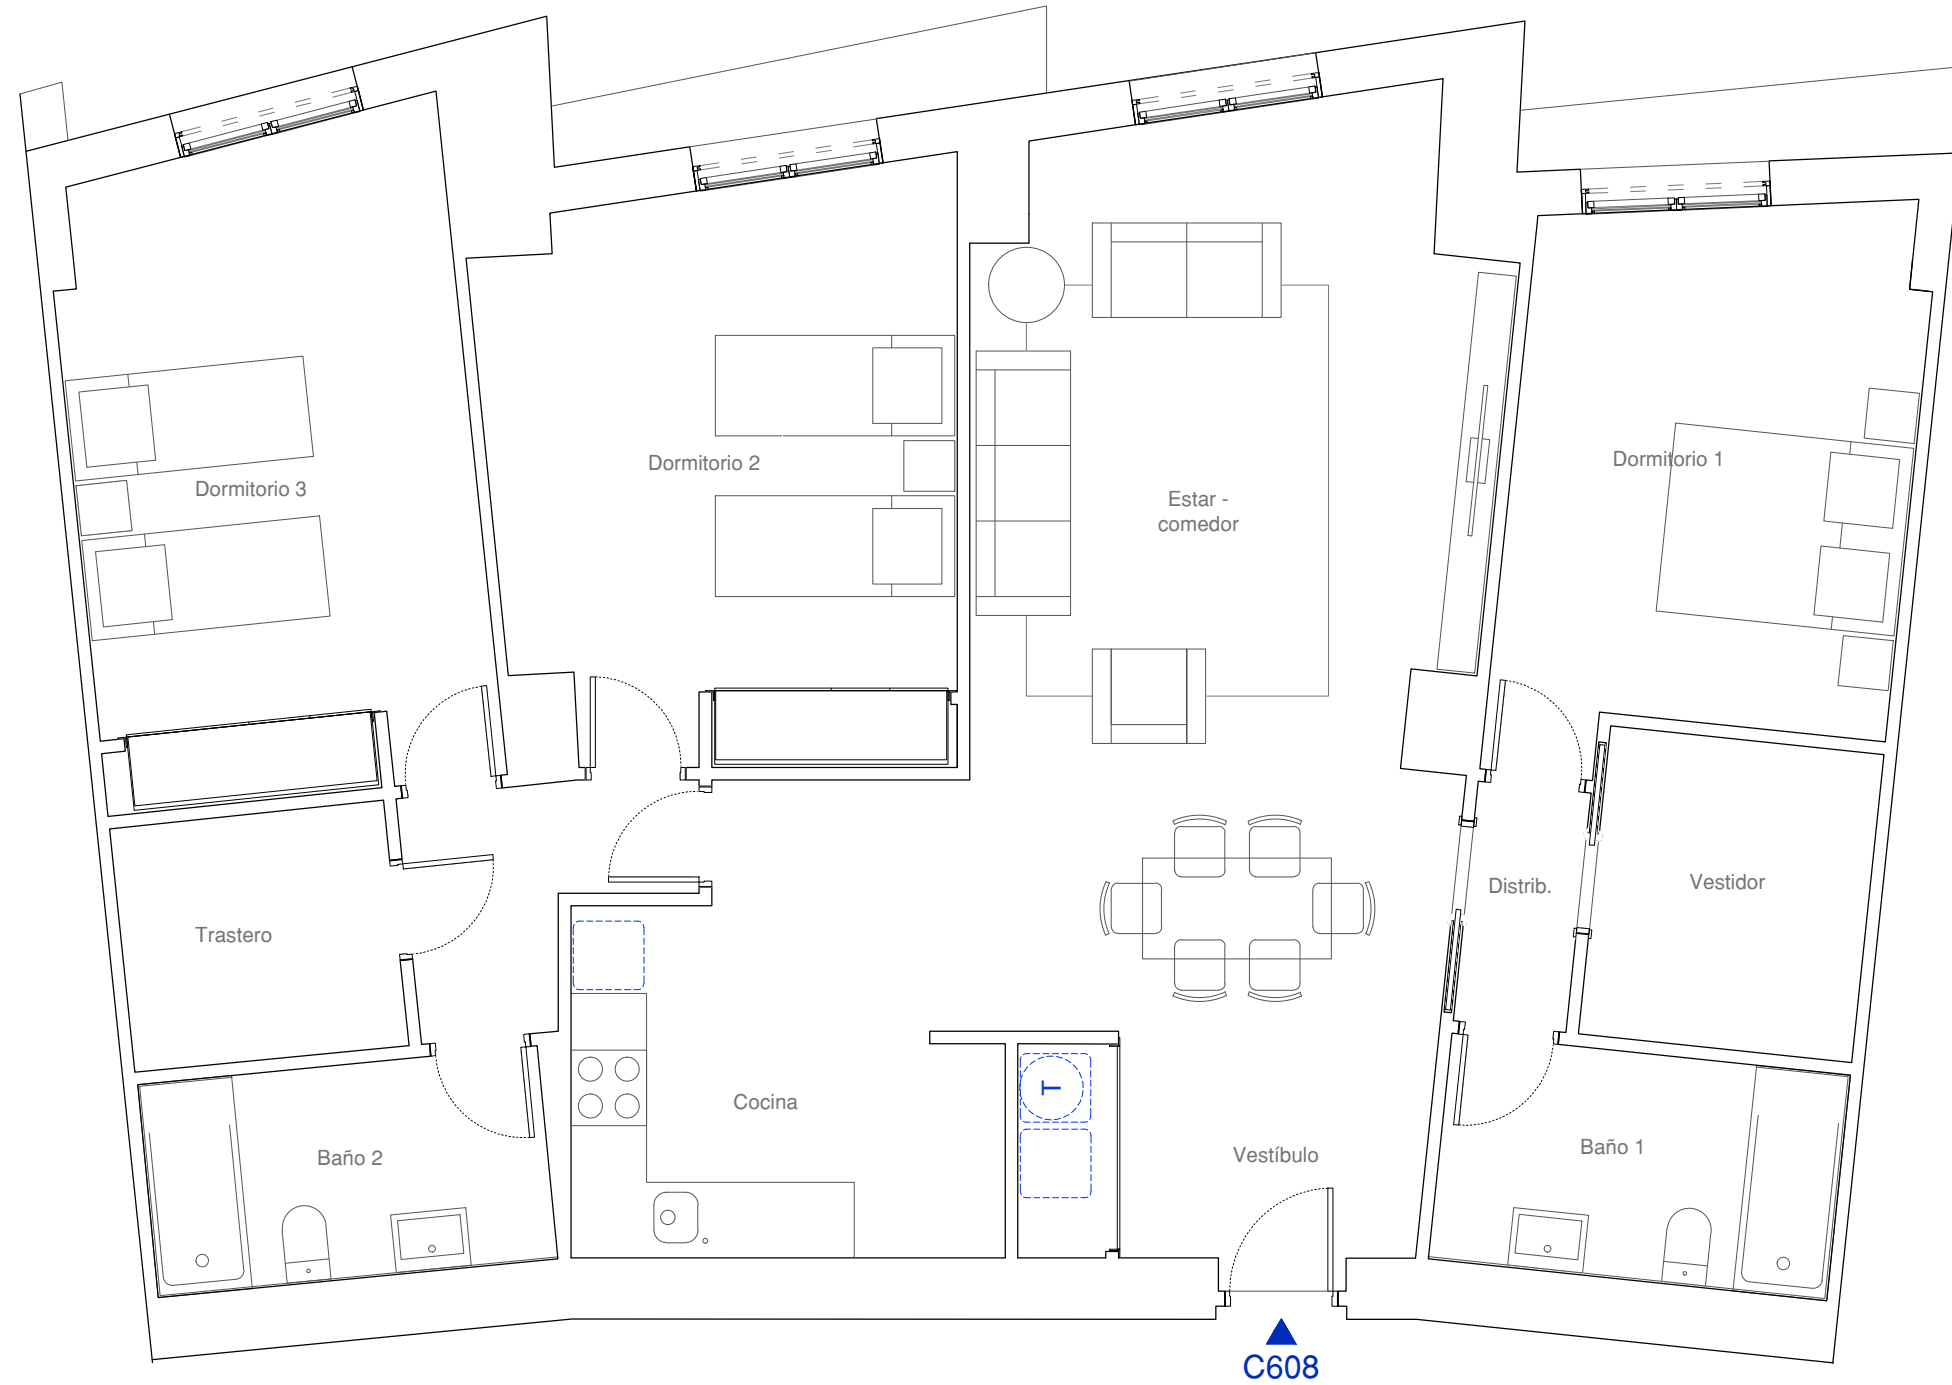 Dormitorio 3
Dormitorio 2
Estar -
comedor
Dormitorio 1
Trastero
Distrib.
Vestidor
Cocina
T
Baño 2
Vestíbulo
Baño 1
C608